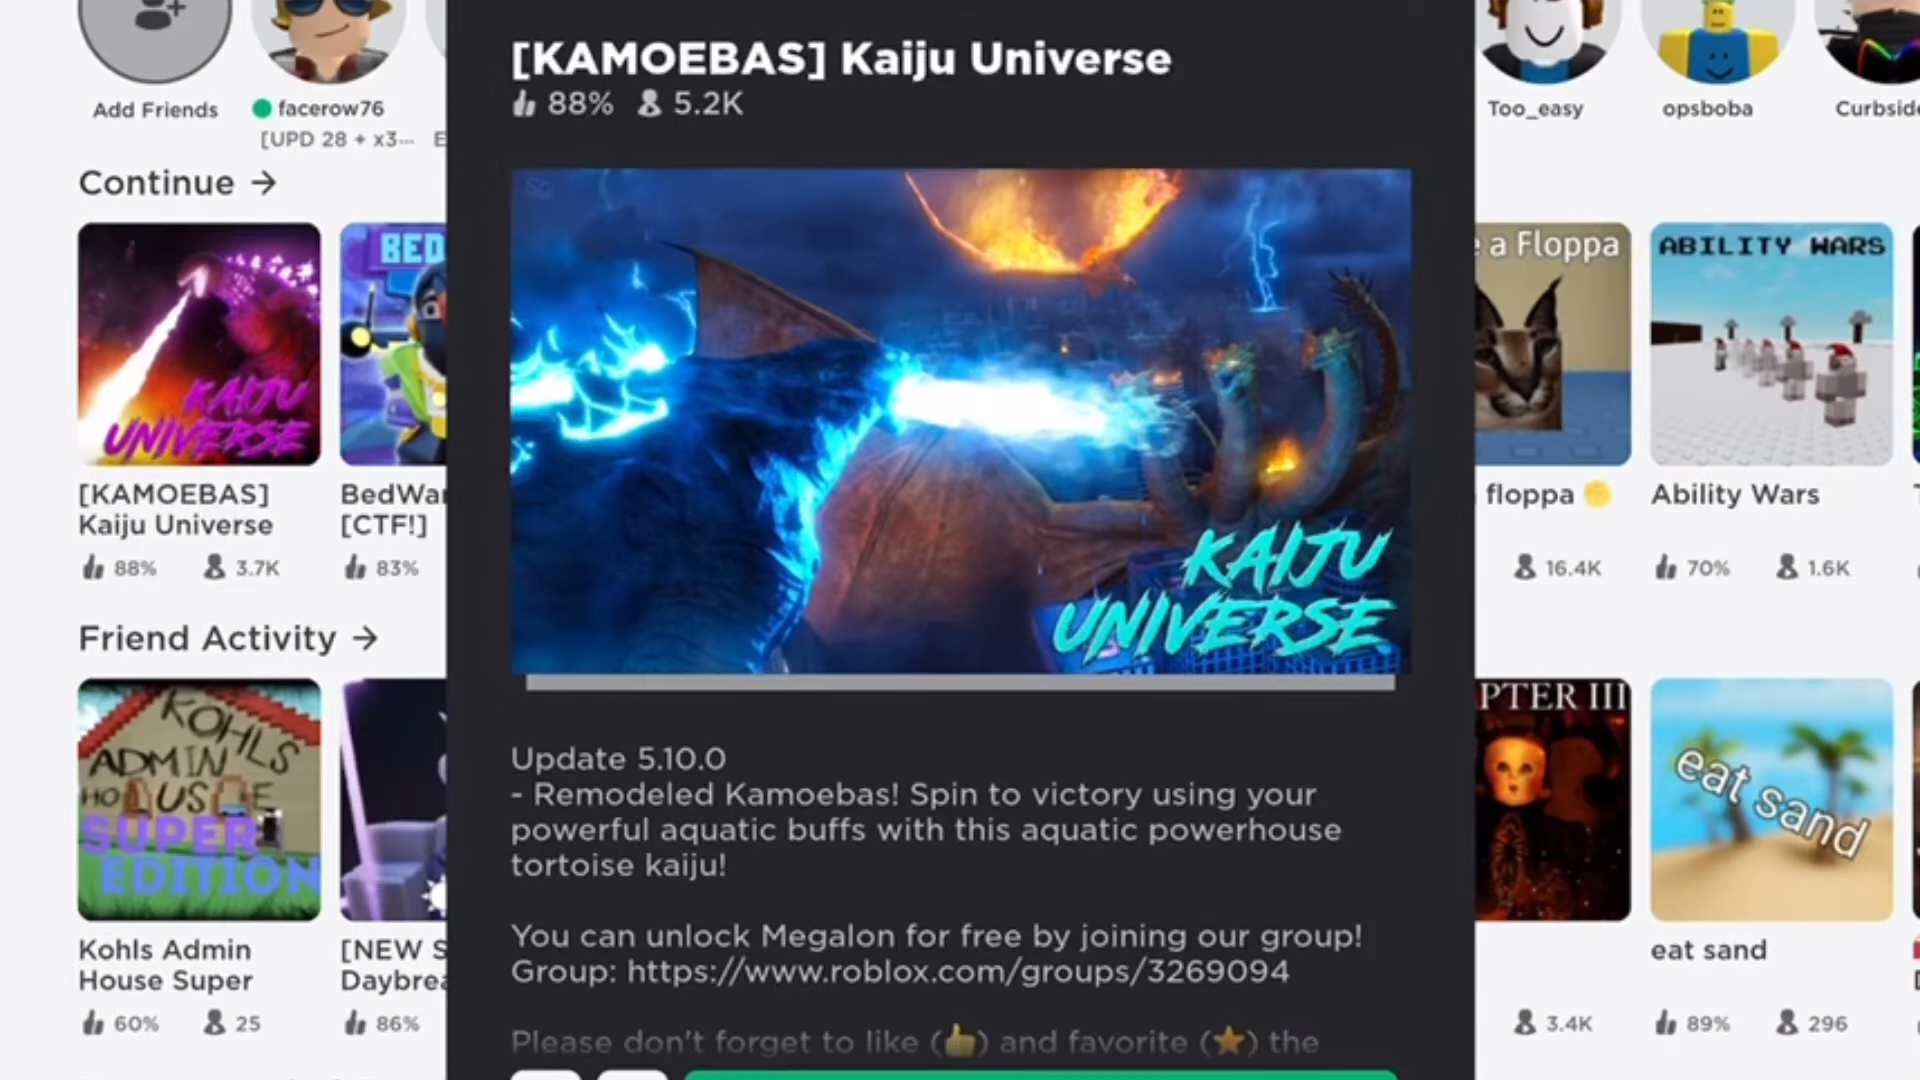 Add Friends
facerow76
[UPD 28 + x3...
E
Continue →
BED
KAIJU
UNIVERSE
[KAMOEBAS]
Kaiju Universe
88% 3.7K
BedWa
[CTF!]
83%
Friend Activity →
KOHLS
ADMIN
HOUSE
SUPER
EDITION
Kohls Admin
House Super
60% 25
[NEW S
Daybrea
86%
[KAMOEBAS] Kaiju Universe
88% 5.2K
KAIJU
UNIVERSE
Update 5.10.0
- Remodeled Kamoebas! Spin to victory using your
powerful aquatic buffs with this aquatic powerhouse
tortoise kaiju!
You can unlock Megalon for free by joining our group!
Group: https://www.roblox.com/groups/3269094
Please don't forget to like (👍) and favorite (⭐) the
Too_easy
opsboba
Curbside
e a Floppa
ABILITY WARS
floppa
16.4K
Ability Wars
70% 1.6K
PTER III
eat sand
3.4K
eat sand
89% 296